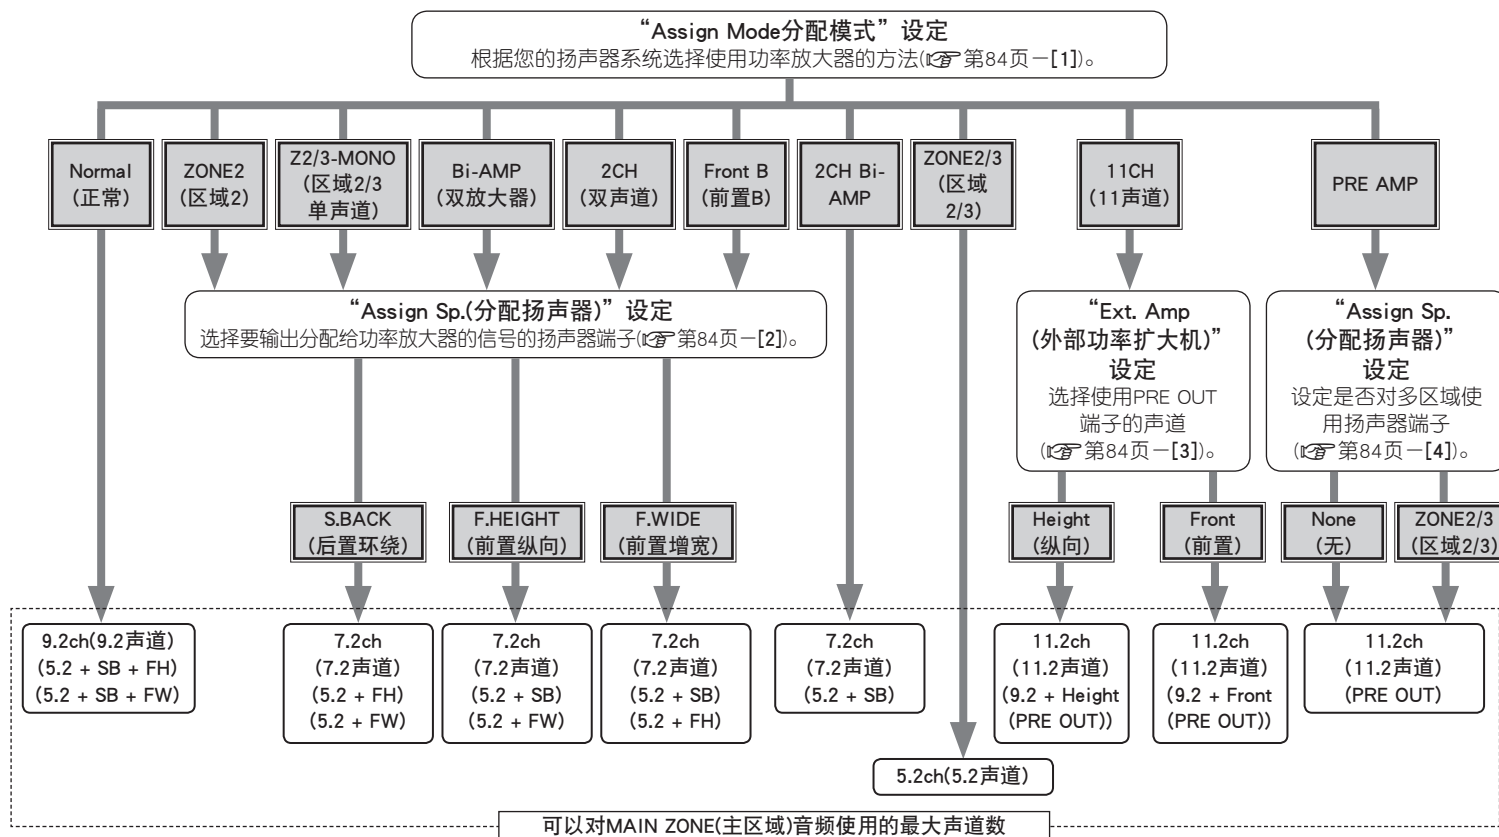 “Assign Mode分配模式”设定
根据您的扬声器系统选择使用功率放大器的方法(☞第84页－[1])。
Normal
(正常)
ZONE2
(区域2)
Z2/3-MONO
(区域2/3
单声道)
Bi-AMP
(双放大器)
2CH
(双声道)
Front B
(前置B)
2CH Bi-
AMP
ZONE2/3
(区域
2/3)
11CH
(11声道)
PRE AMP
“Assign Sp.(分配扬声器)”设定
选择要输出分配给功率放大器的信号的扬声器端子(☞第84页－[2])。
“Ext. Amp
(外部功率扩大机)”
设定
选择使用PRE OUT
端子的声道
(☞第84页－[3])。
“Assign Sp.
(分配扬声器)”
设定
设定是否对多区域使
用扬声器端子
(☞第84页－[4])。
S.BACK
(后置环绕)
F.HEIGHT
(前置纵向)
F.WIDE
(前置增宽)
Height
(纵向)
Front
(前置)
None
(无)
ZONE2/3
(区域2/3)
9.2ch(9.2声道)
(5.2 + SB + FH)
(5.2 + SB + FW)
7.2ch
(7.2声道)
(5.2 + FH)
(5.2 + FW)
7.2ch
(7.2声道)
(5.2 + SB)
(5.2 + FW)
7.2ch
(7.2声道)
(5.2 + SB)
(5.2 + FH)
7.2ch
(7.2声道)
(5.2 + SB)
11.2ch
(11.2声道)
(9.2 + Height
(PRE OUT))
11.2ch
(11.2声道)
(9.2 + Front
(PRE OUT))
11.2ch
(11.2声道)
(PRE OUT)
5.2ch(5.2声道)
可以对MAIN ZONE(主区域)音频使用的最大声道数